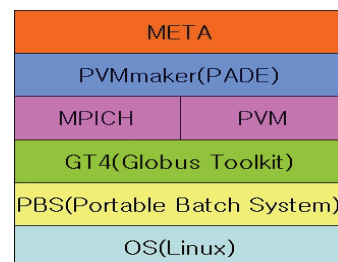 META
PVMmaker(PADE)
MPICH PVM
GT4(Globus Toolkit)
PBS(Portable Batch System)
OS(Linux)